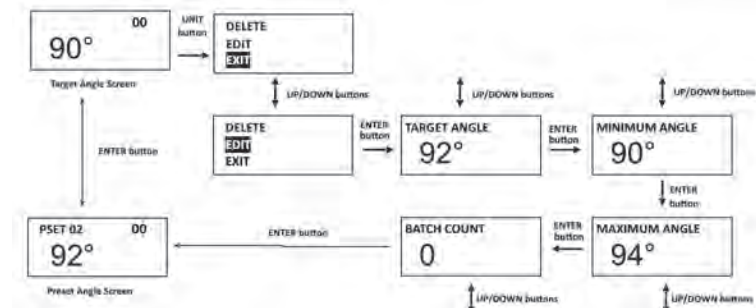 00
90°
Target Angle Screen
UNIT
button
DELETE
EDIT
EXIT
UP/DOWN buttons
UP/DOWN buttons
UP/DOWN buttons
ENTER button
DELETE
EDIT
EXIT
ENTER
button
TARGET ANGLE
92°
ENTER
button
MINIMUM ANGLE
90°
ENTER
button
PSET 02 00
92°
Preset Angle Screen
ENTER button
BATCH COUNT
0
ENTER
button
MAXIMUM ANGLE
94°
UP/DOWN buttons
UP/DOWN buttons